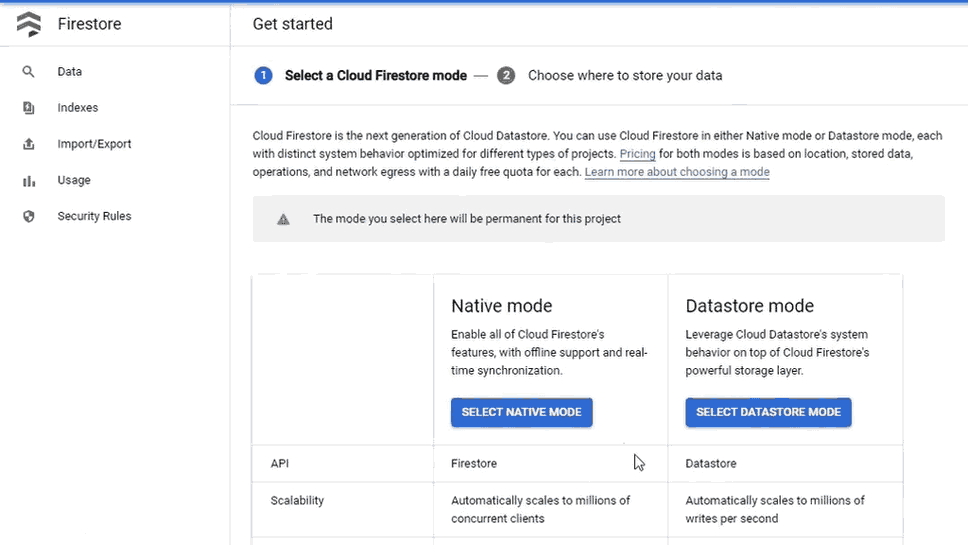 Firestore
Get started
Data
Indexes
Import/Export
Usage
Security Rules
1 Select a Cloud Firestore mode — 2 Choose where to store your data
Cloud Firestore is the next generation of Cloud Datastore. You can use Cloud Firestore in either Native mode or Datastore mode, each
with distinct system behavior optimized for different types of projects. Pricing for both modes is based on location, stored data,
operations, and network egress with a daily free quota for each. Learn more about choosing a mode
The mode you select here will be permanent for this project
Native mode
Enable all of Cloud Firestore's
features, with offline support and real-
time synchronization.
SELECT NATIVE MODE
Datastore mode
Leverage Cloud Datastore's system
behavior on top of Cloud Firestore's
powerful storage layer.
SELECT DATASTORE MODE
API
Firestore
Datastore
Scalability
Automatically scales to millions of
concurrent clients
Automatically scales to millions of
writes per second